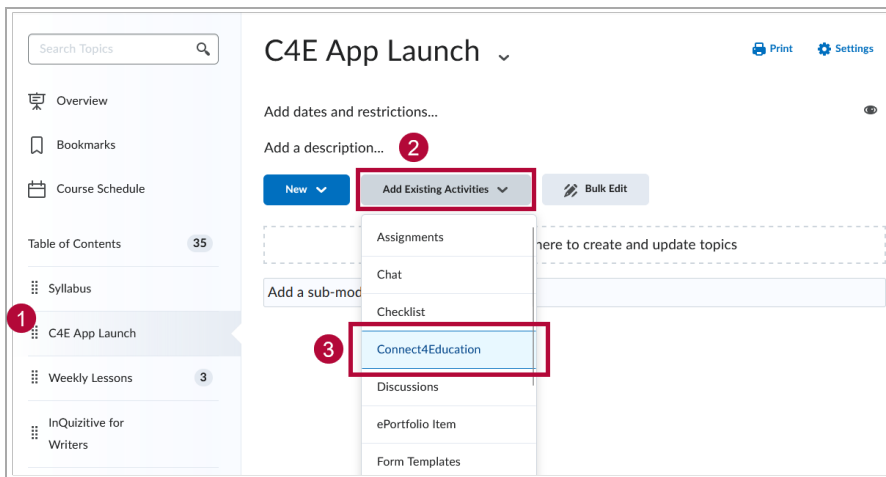 Search Topics
Overview
Bookmarks
Course Schedule
Table of Contents 35
Syllabus
1
C4E App Launch
Weekly Lessons 3
InQuizitive for
Writers
C4E App Launch
Print Settings
Add dates and restrictions...
Add a description... 2
New Add Existing Activities Bulk Edit
here to create and update topics
Add a sub-mod
Assignments
Chat
Checklist
3 Connect4Education
Discussions
ePortfolio Item
Form Templates